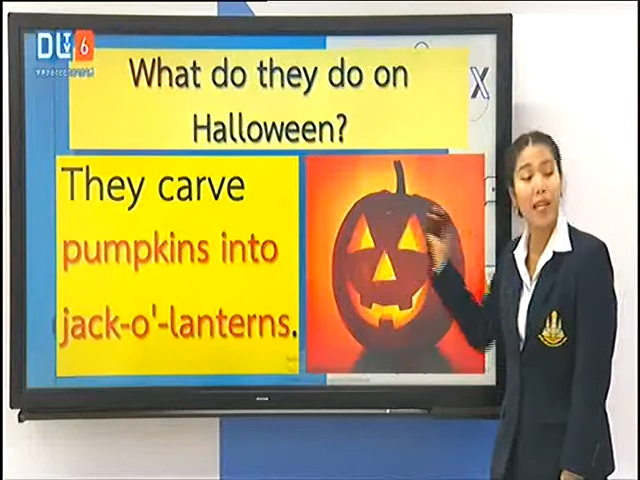 DLTV 6
What do they do on
Halloween?
X
They carve
pumpkins into
jack-o'-lanterns.